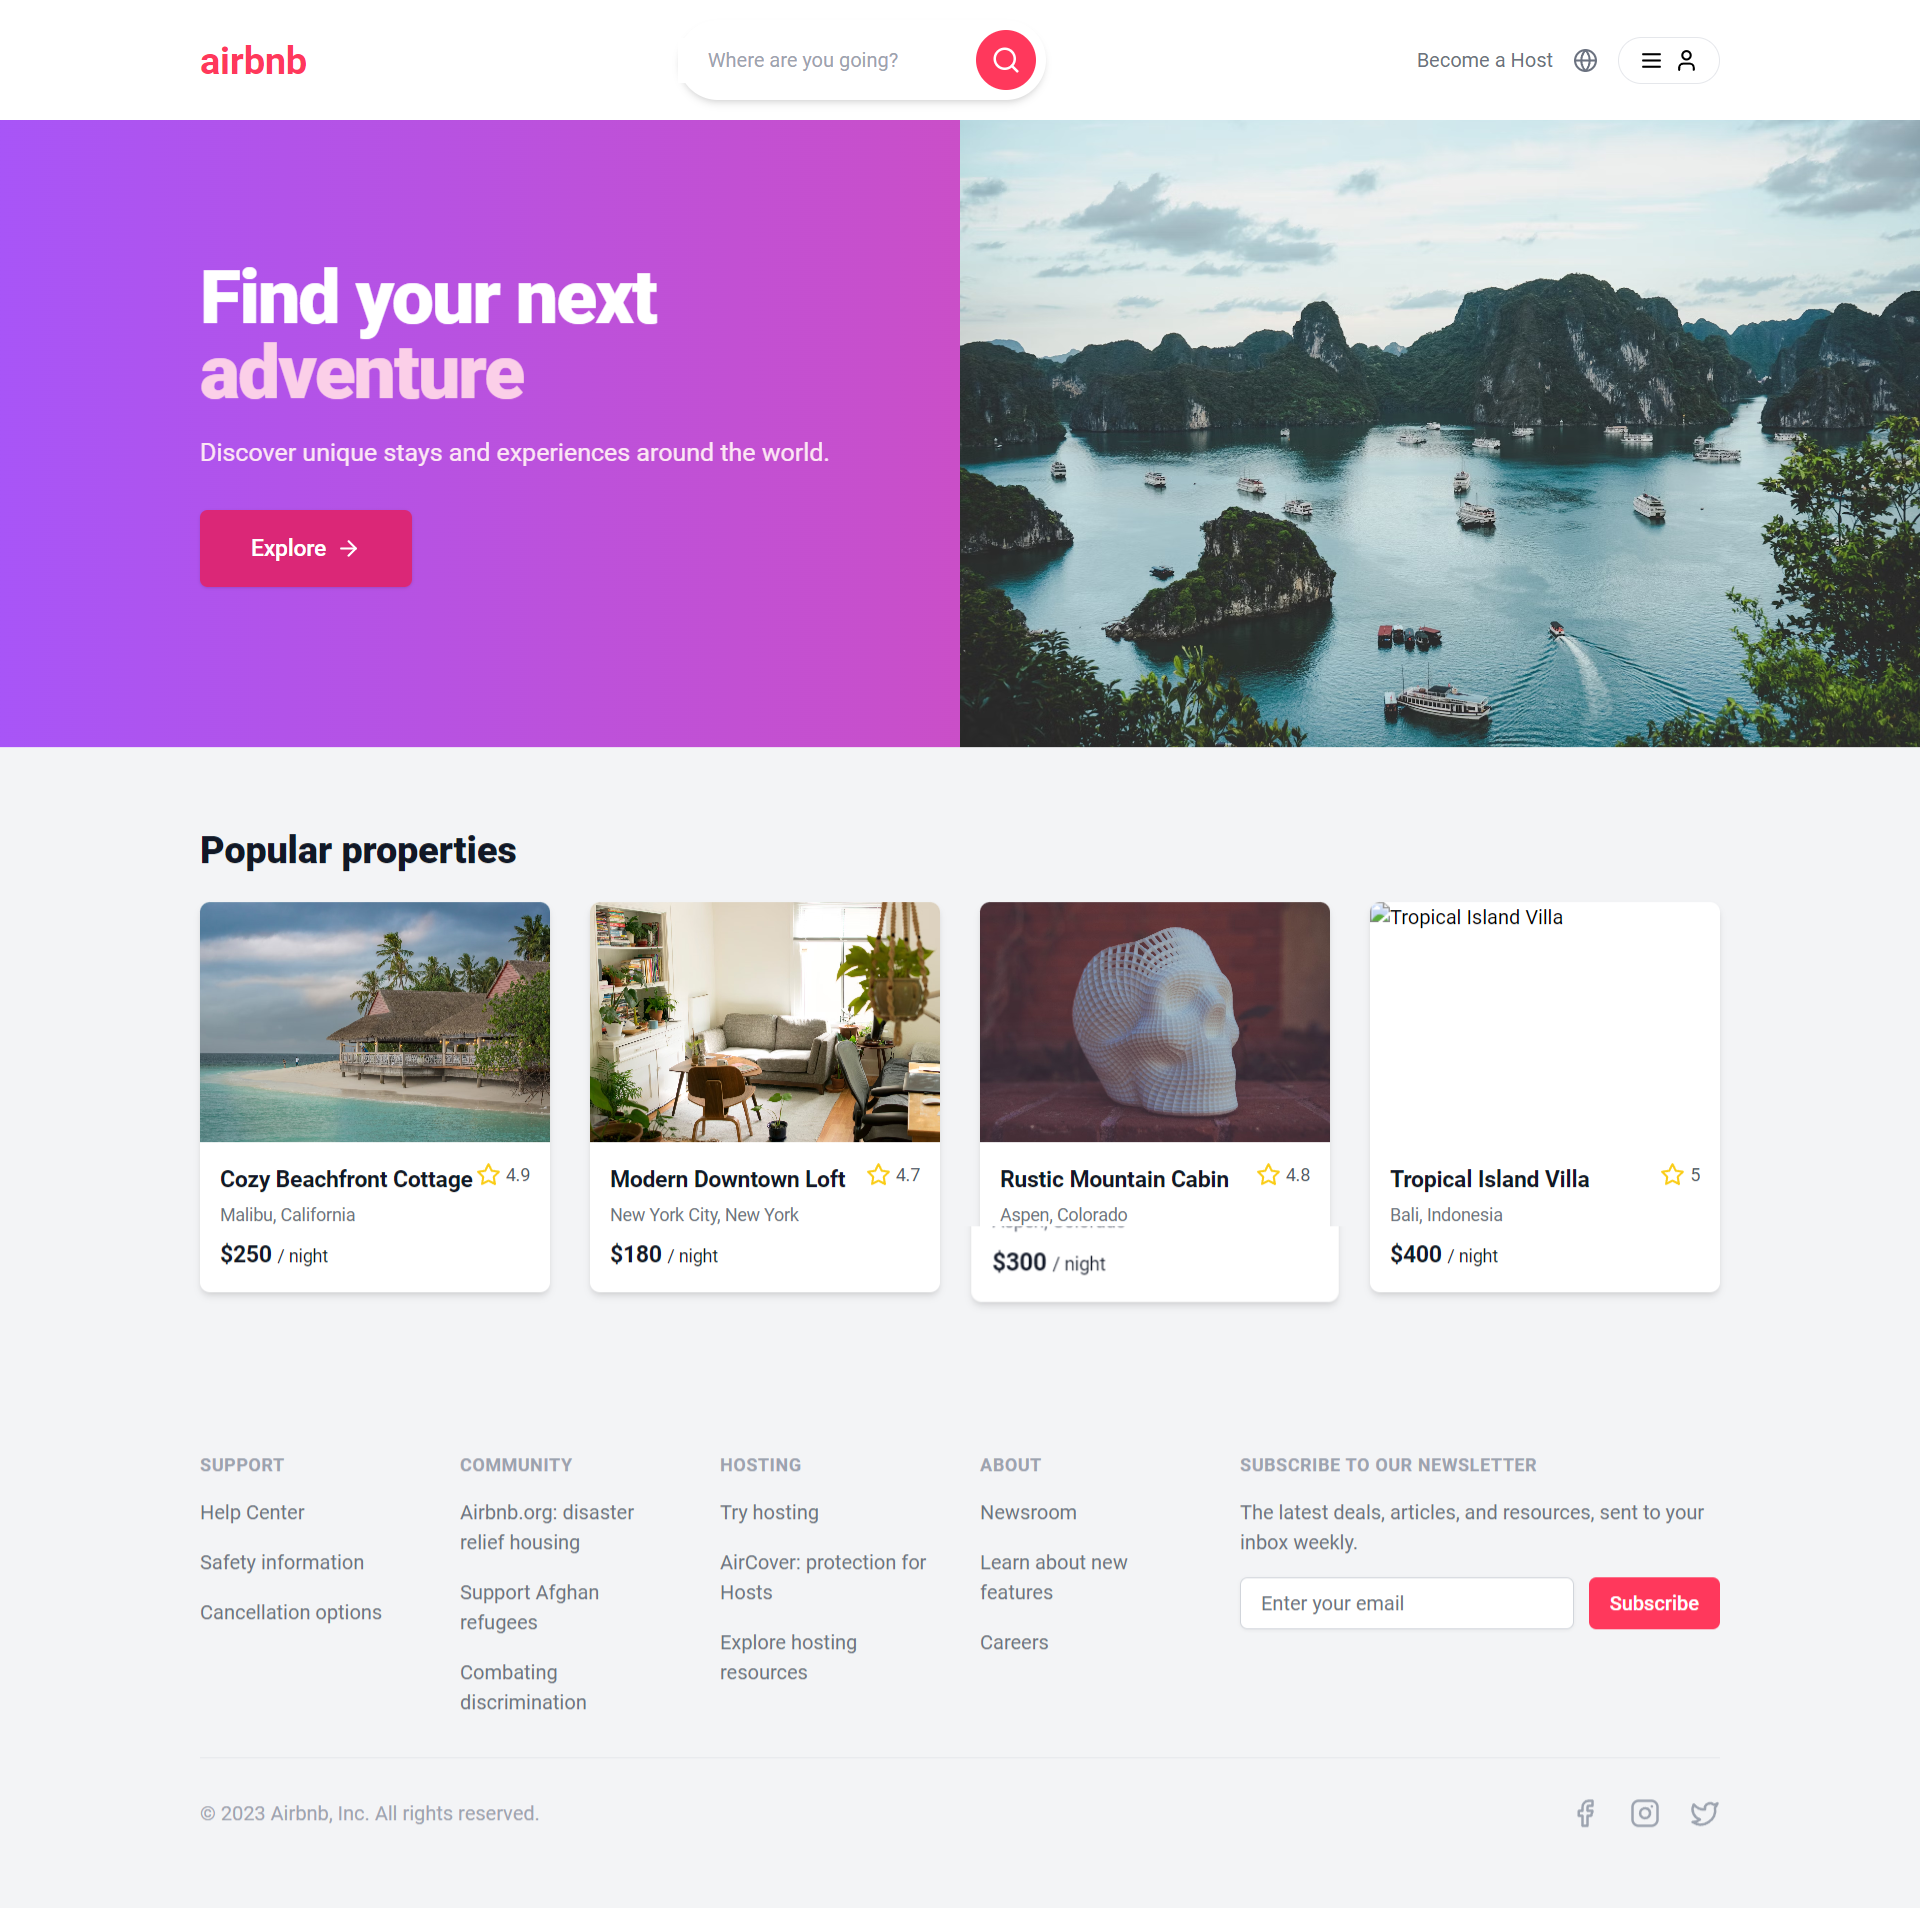 airbnb
Where are you going?
Become a Host
Find your next
adventure
Discover unique stays and experiences around the world.
Explore
Popular properties
Tropical Island Villa
Cozy Beachfront Cottage 4.9
Malibu, California
$250 / night
Modern Downtown Loft 4.7
New York City, New York
$180 / night
Rustic Mountain Cabin 4.8
Aspen, Colorado
$300 / night
Tropical Island Villa 5
Bali, Indonesia
$400 / night
SUPPORT
Help Center
Safety information
Cancellation options
COMMUNITY
Airbnb.org: disaster
relief housing
Support Afghan
refugees
Combating
discrimination
HOSTING
Try hosting
AirCover: protection for
Hosts
Explore hosting
resources
ABOUT
Newsroom
Learn about new
features
Careers
SUBSCRIBE TO OUR NEWSLETTER
The latest deals, articles, and resources, sent to your
inbox weekly.
Enter your email
Subscribe
© 2023 Airbnb, Inc. All rights reserved.